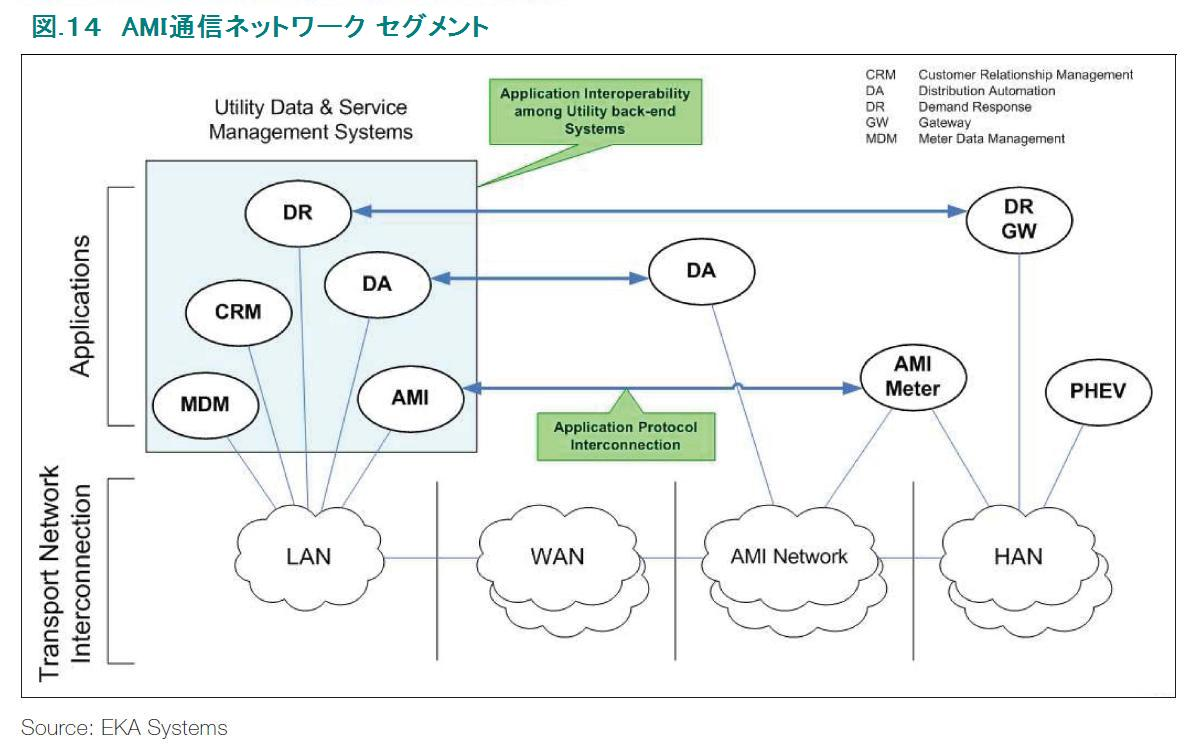 図.14 AMI通信ネットワーク セグメント
Utility Data & Service
Management Systems
Application Interoperability
among Utility back-end
Systems
CRM Customer Relationship Management
DA Distribution Automation
DR Demand Response
GW Gateway
MDM Meter Data Management
Applications
DR
DA
CRM
MDM
AMI
DA
DR
GW
AMI
Meter
PHEV
Application Protocol
Interconnection
Transport Network
Interconnection
LAN
WAN
AMI Network
HAN
Source: EKA Systems